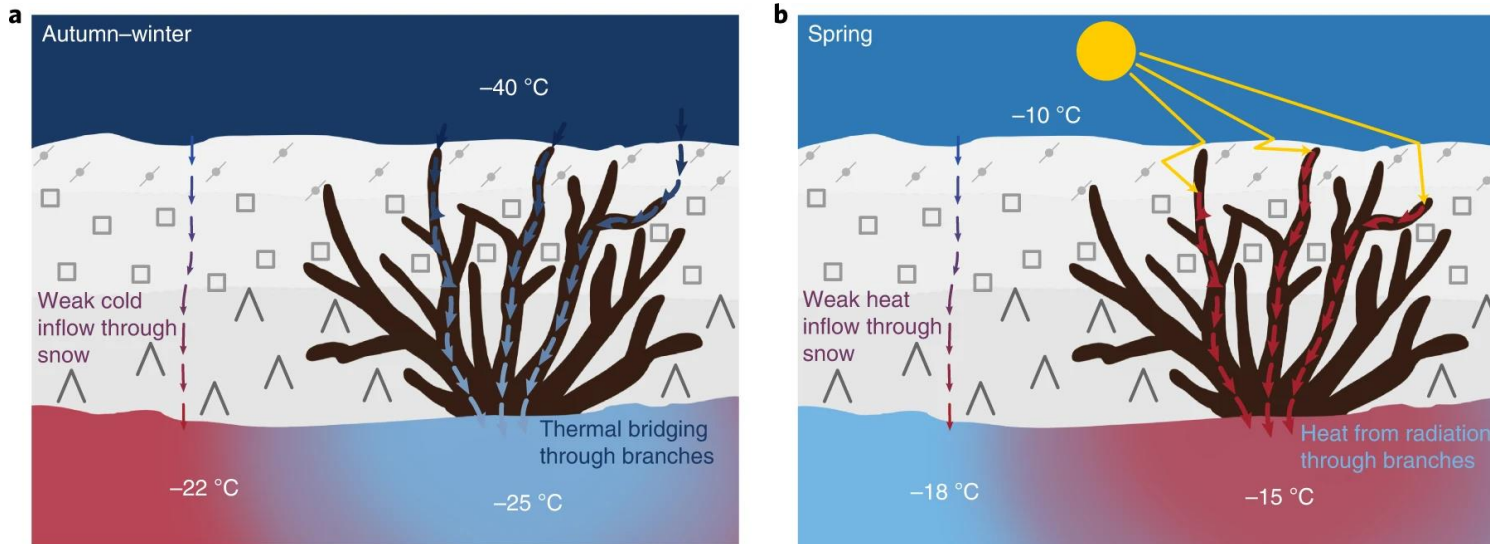 a
Autumn–winter
–40 °C
Weak cold
inflow through
snow
Thermal bridging
through branches
–22 °C
–25 °C
b
Spring
–10 °C
Weak heat
inflow through
snow
Heat from radiation
through branches
–18 °C
–15 °C